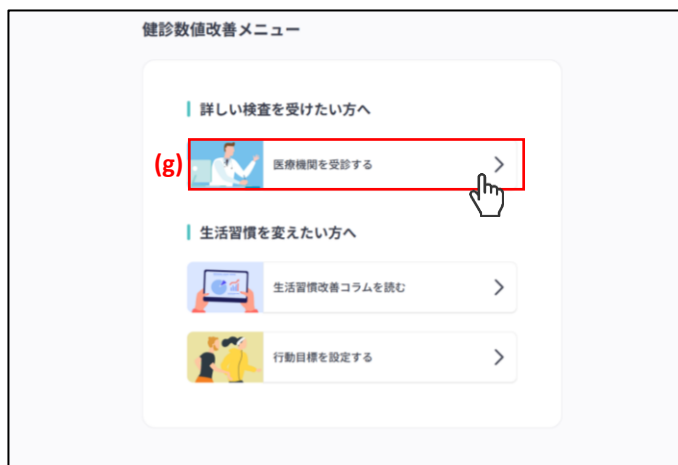 健診数値改善メニュー
詳しい検査を受けたい方へ
(g)
医療機関を受診する
生活習慣を変えたい方へ
生活習慣改善コラムを読む
行動目標を設定する